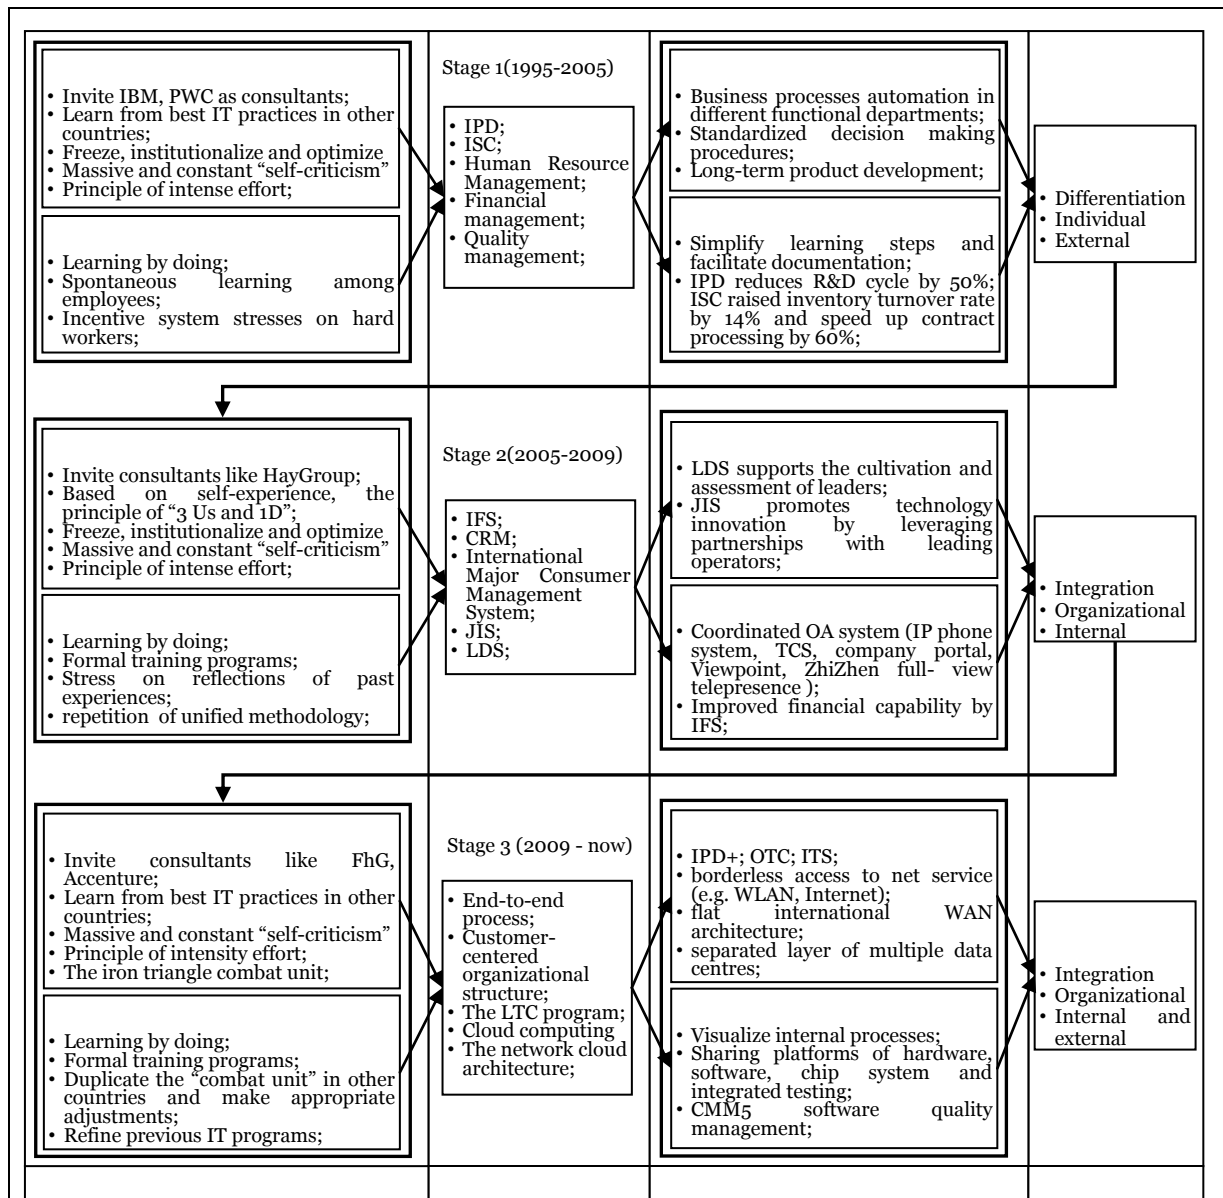 • Invite IBM, PWC as consultants;
• Learn from best IT practices in other
countries;
• Freeze, institutionalize and optimize
• Massive and constant “self-criticism”
• Principle of intense effort;
• Learning by doing;
• Spontaneous learning among
employees;
• Incentive system stresses on hard
workers;
Stage 1(1995-2005)
• IPD;
• ISC;
• Human Resource
Management;
• Financial
management;
• Quality
management;
• Business processes automation in
different functional departments;
• Standardized decision making
procedures;
• Long-term product development;
• Simplify learning steps and
facilitate documentation;
• IPD reduces R&D cycle by 50%;
ISC raised inventory turnover rate
by 14% and speed up contract
processing by 60%;
• Differentiation
• Individual
• External
• Invite consultants like HayGroup;
• Based on self-experience, the
principle of “3 Us and 1D”;
• Freeze, institutionalize and optimize
• Massive and constant “self-criticism”
• Principle of intense effort;
• Learning by doing;
• Formal training programs;
• Stress on reflections of past
experiences;
• repetition of unified methodology;
Stage 2(2005-2009)
• IFS;
• CRM;
• International
Major Consumer
Management
System;
• JIS;
• LDS;
• LDS supports the cultivation and
assessment of leaders;
• JIS promotes technology
innovation by leveraging
partnerships with leading
operators;
• Coordinated OA system (IP phone
system, TCS, company portal,
Viewpoint, ZhiZhen full- view
telepresence );
• Improved financial capability by
IFS;
• Integration
• Organizational
• Internal
• Invite consultants like FhG,
Accenture;
• Learn from best IT practices in other
countries;
• Massive and constant “self-criticism”
• Principle of intensity effort;
• The iron triangle combat unit;
• Learning by doing;
• Formal training programs;
• Duplicate the “combat unit” in other
countries and make appropriate
adjustments;
• Refine previous IT programs;
Stage 3 (2009 - now)
• End-to-end
process;
• Customer-
centered
organizational
structure;
• The LTC program;
• Cloud computing
• The network cloud
architecture;
• IPD+; OTC; ITS;
• borderless access to net service
(e.g. WLAN, Internet);
• flat international WAN
architecture;
• separated layer of multiple data
centres;
• Visualize internal processes;
• Sharing platforms of hardware,
software, chip system and
integrated testing;
• CMM5 software quality
management;
• Integration
• Organizational
• Internal and
external